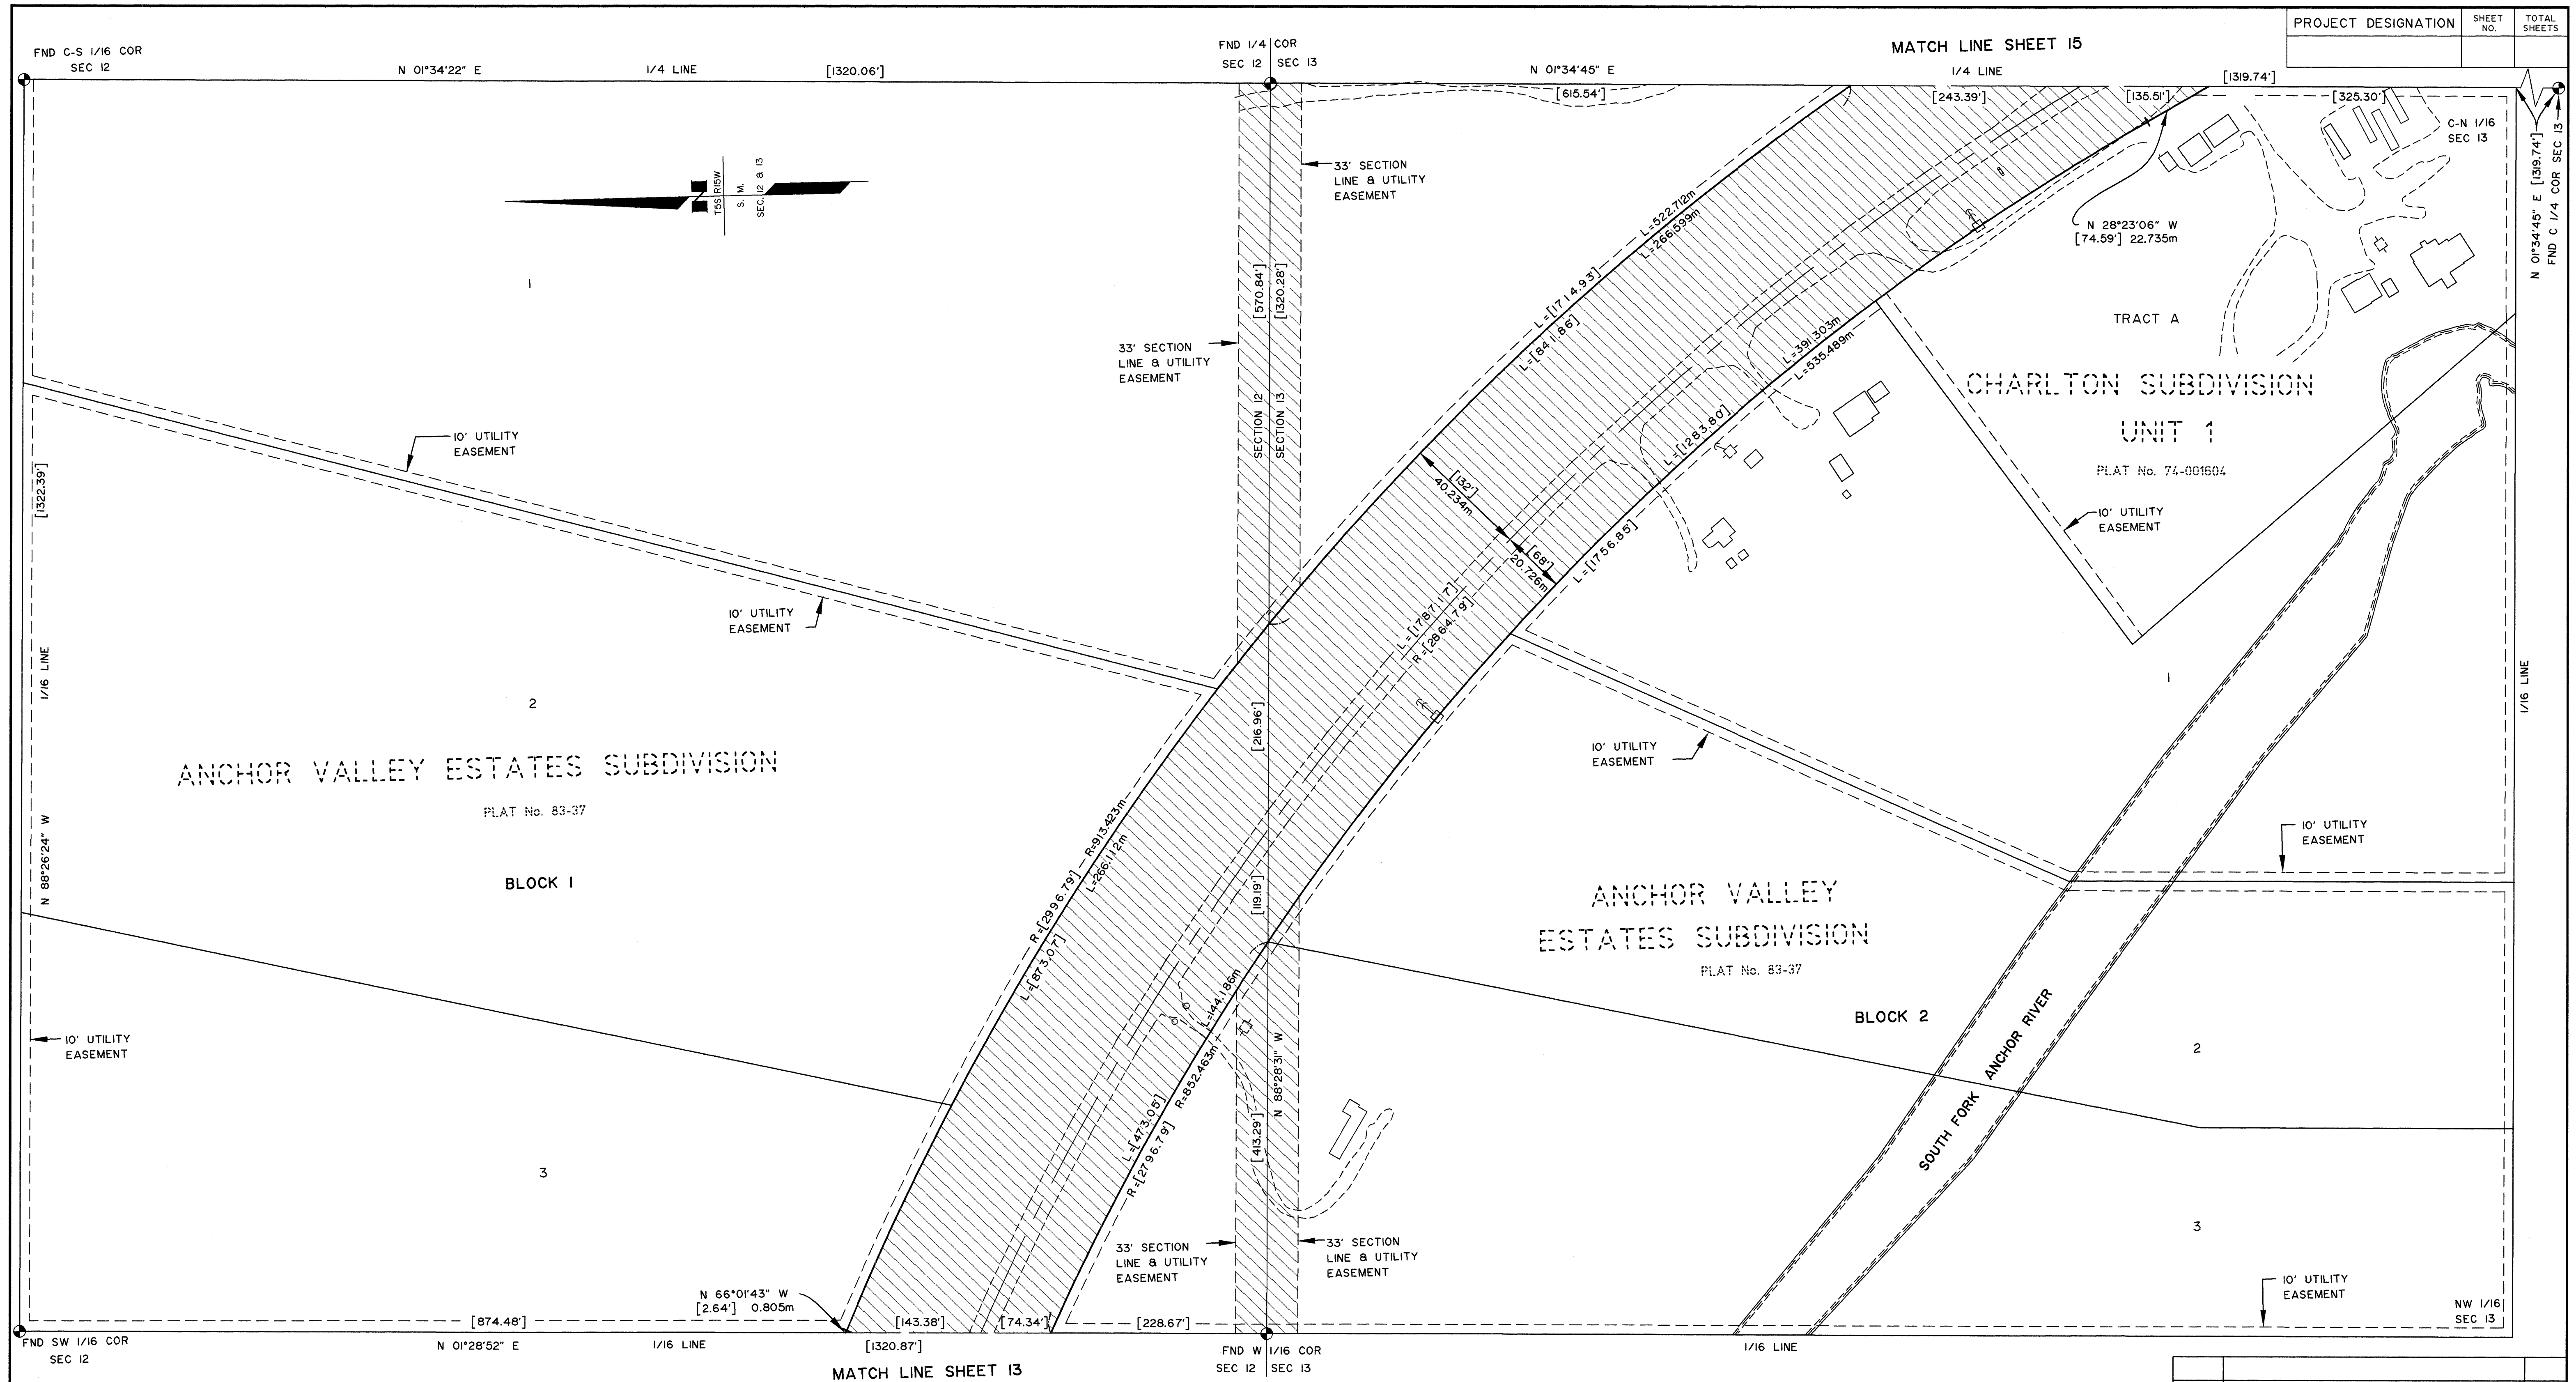 PROJECT DESIGNATION
SHEET
NO.
TOTAL
SHEETS
FND C-S 1/16 COR
SEC 12
N 01°34'22" E
1/4 LINE
[1320.06']
FND 1/4 COR
SEC 12
SEC 13
N 01°34'45" E
MATCH LINE SHEET 15
1/4 LINE
[1319.74']
[615.54']
[243.39']
[135.51']
[325.30']
C-N 1/16
SEC 13
N 01°34'45" E [1319.74']
FND C 1/4 COR SEC 13
N
T5S R15W
S. M.
SEC. 12 & 13
33' SECTION
LINE & UTILITY
EASEMENT
N 28°23'06" W
[74.59'] 22.735m
1
[570.84']
[1320.28']
L=522.712m
L=266.599m
L=[1714.93']
L=[841.86']
33' SECTION
LINE & UTILITY
EASEMENT
TRACT A
L=391.303m
L=535.489m
CHARLTON SUBDIVISION
UNIT 1
PLAT No. 74-001604
10' UTILITY
EASEMENT
SECTION 12
SECTION 13
L=[1283.80']
[1322.39']
[132']
40.234m
10' UTILITY
EASEMENT
[68']
20.726m
L=[1756.85']
10' UTILITY
EASEMENT
L=[1787.17']
R=[2864.79']
1/16 LINE
1
1/16 LINE
2
[216.96']
10' UTILITY
EASEMENT
ANCHOR VALLEY ESTATES SUBDIVISION
PLAT No. 83-37
N 88°26'24" W
R=913.423m
L=266.112m
10' UTILITY
EASEMENT
BLOCK 1
R=[2996.79']
L=[873.07']
[119.19']
ANCHOR VALLEY
ESTATES SUBDIVISION
PLAT No. 83-37
L=144.186m
BLOCK 2
SOUTH FORK ANCHOR RIVER
10' UTILITY
EASEMENT
2
R=852.463m
N 88°28'31" W
L=[473.05']
R=[2796.79']
[413.29']
3
3
33' SECTION
LINE & UTILITY
EASEMENT
33' SECTION
LINE & UTILITY
EASEMENT
10' UTILITY
EASEMENT
N 66°01'43" W
[2.64'] 0.805m
NW 1/16
SEC 13
[874.48']
[143.38']
[74.34']
[228.67']
FND SW 1/16 COR
SEC 12
N 01°28'52" E
1/16 LINE
[1320.87']
FND W 1/16 COR
SEC 12
SEC 13
1/16 LINE
MATCH LINE SHEET 13